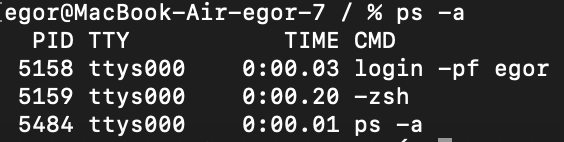 [egor@MacBook-Air-egor-7 / % ps -a
PID TTY TIME CMD
5158 ttys000 0:00.03 login -pf egor
5159 ttys000 0:00.20 -zsh
5484 ttys000 0:00.01 ps -a